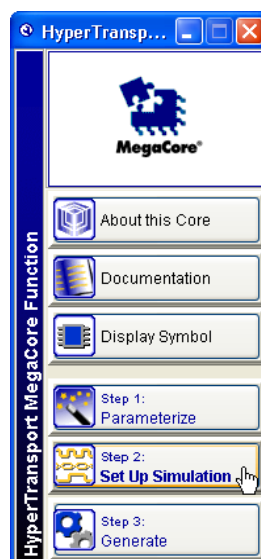 HyperTransp...
HyperTransport MegaCore Function
MegaCore®
About this Core
Documentation
Display Symbol
Step 1:
Parameterize
Step 2:
Set Up Simulation
Step 3:
Generate